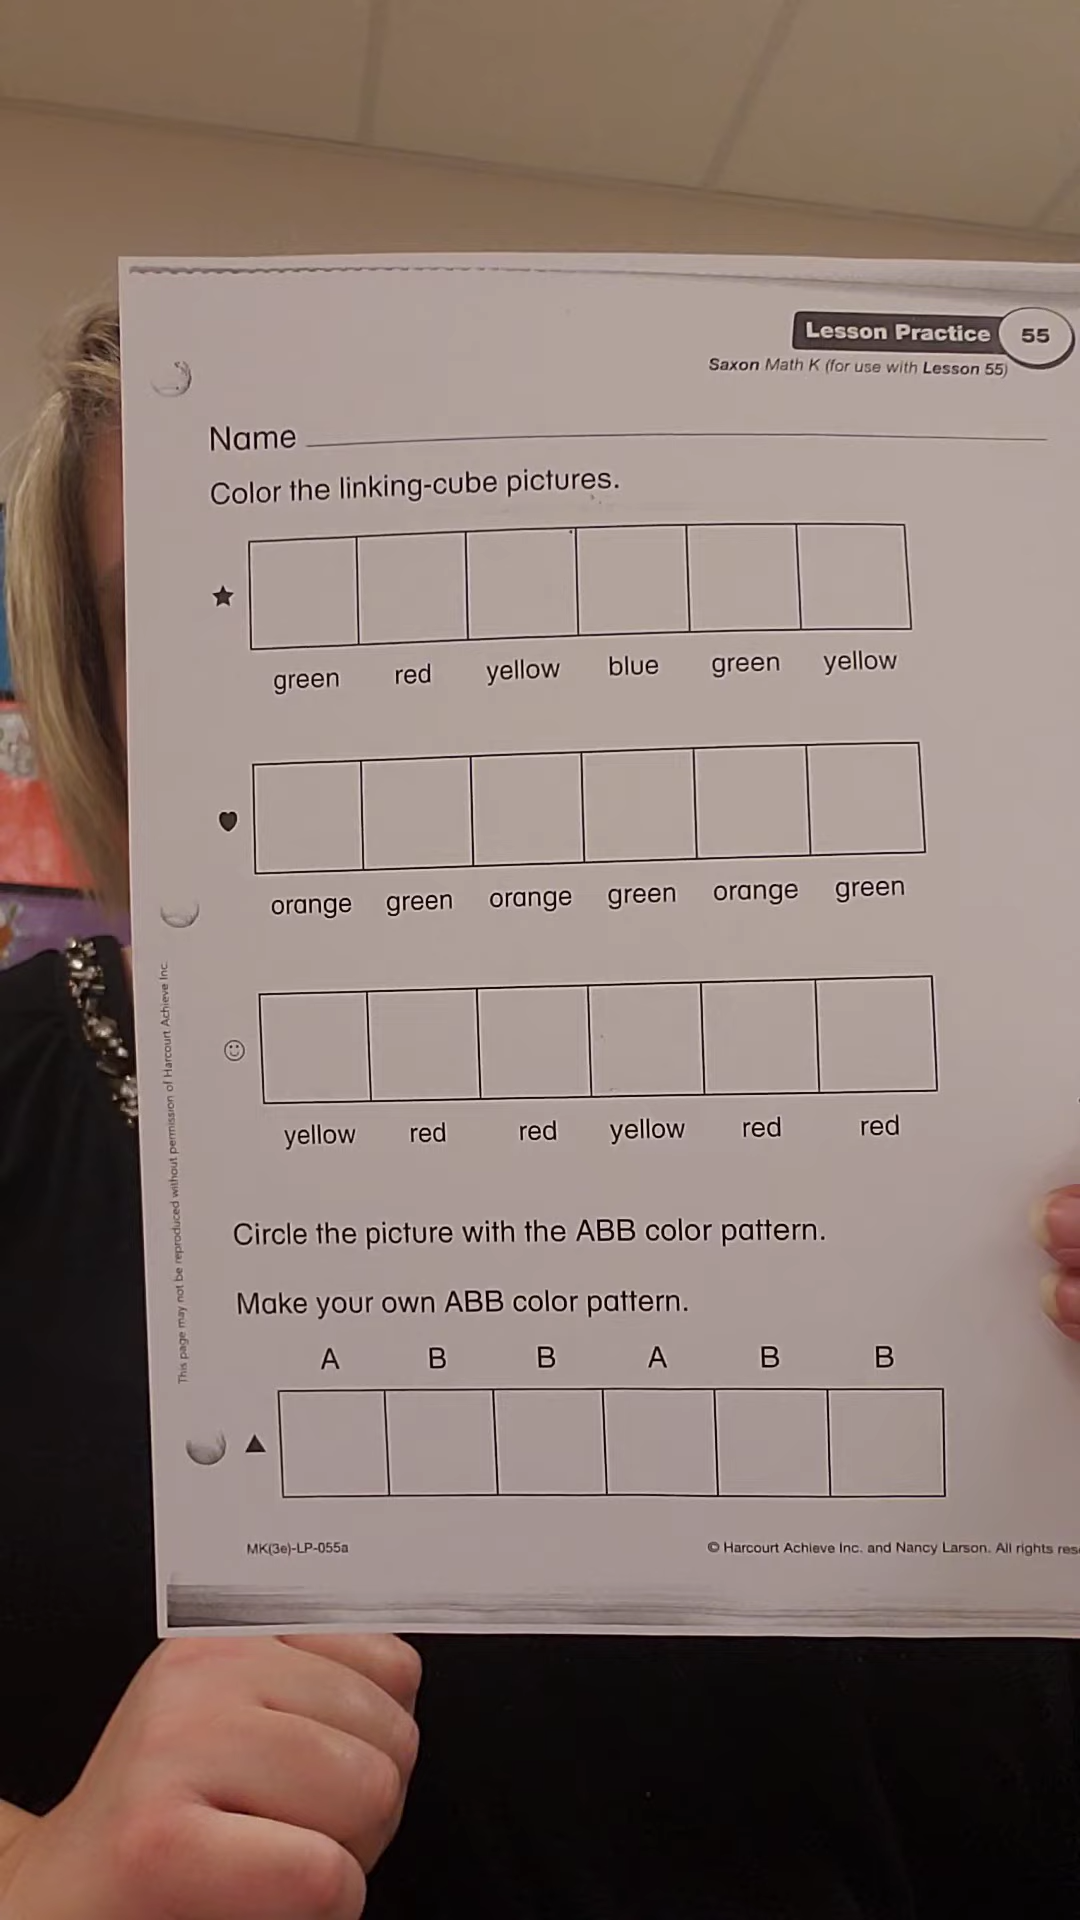 Lesson Practice 55
Saxon Math K (for use with Lesson 55)
Name
Color the linking-cube pictures.
green red yellow blue green yellow
orange green orange green orange green
yellow red red yellow red red
Circle the picture with the ABB color pattern.
Make your own ABB color pattern.
A B B A B B
This page may not be reproduced without permission of Harcourt Achieve Inc.
MK(3e)-LP-055a
© Harcourt Achieve Inc. and Nancy Larson. All rights